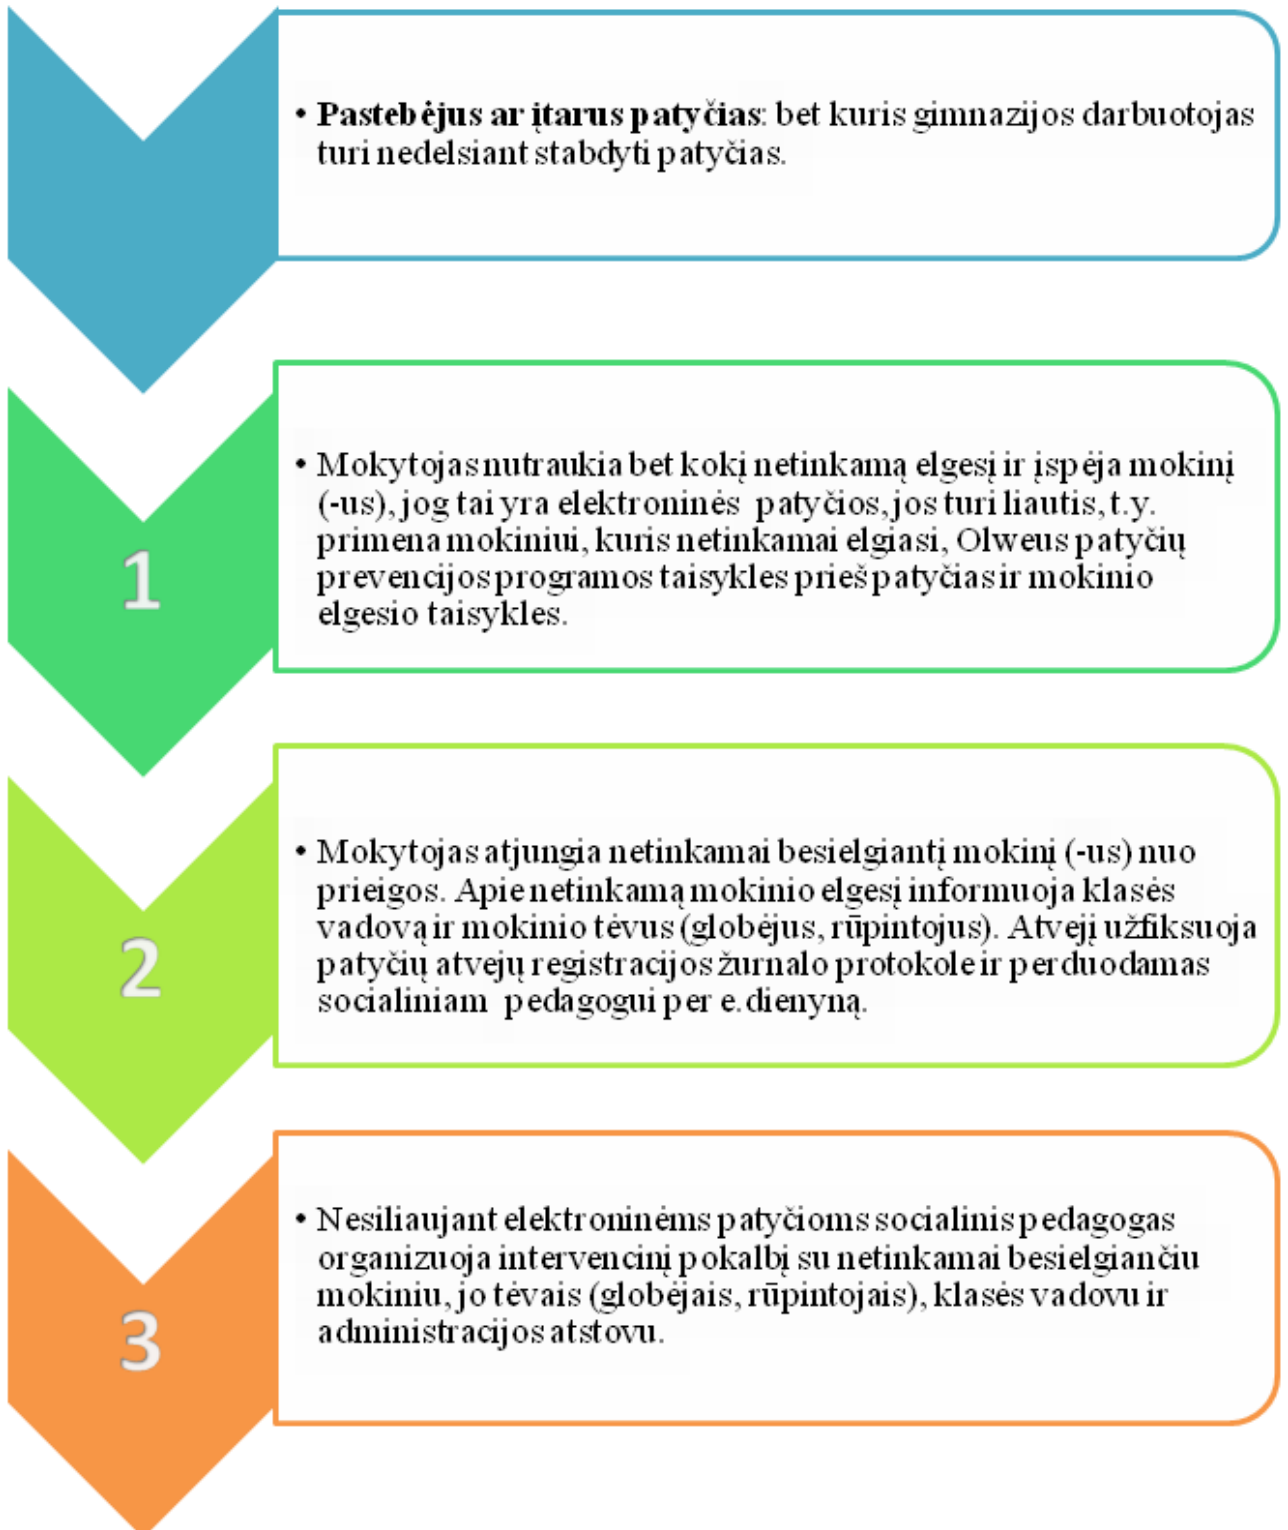 • Pastebėjus ar įtarus patyčias: bet kuris gimnazijos darbuotojas
turi nedelsiant stabdyti patyčias.
1
• Mokytojas nutraukia bet kokį netinkamą elgesį ir įspėja mokinį
(-us), jog tai yra elektroninės patyčios, jos turi liautis, t.y.
primena mokiniui, kuris netinkamai elgiasi, Olweus patyčių
prevencijos programos taisykles prieš patyčias ir mokinio
elgesio taisykles.
2
• Mokytojas atjungia netinkamai besielgiantį mokinį (-us) nuo
prieigos. Apie netinkamą mokinio elgesį informuoja klasės
vadovą ir mokinio tėvus (globėjus, rūpintojus). Atvejį užfiksuoja
patyčių atvejų registracijos žurnalo protokole ir perduodamas
socialiniam pedagogui per e.dienyną.
3
• Nesiliaujant elektroninėms patyčioms socialinis pedagogas
organizuoja intervencinį pokalbį su netinkamai besielgiančiu
mokiniu, jo tėvais (globėjais, rūpintojais), klasės vadovu ir
administracijos atstovu.